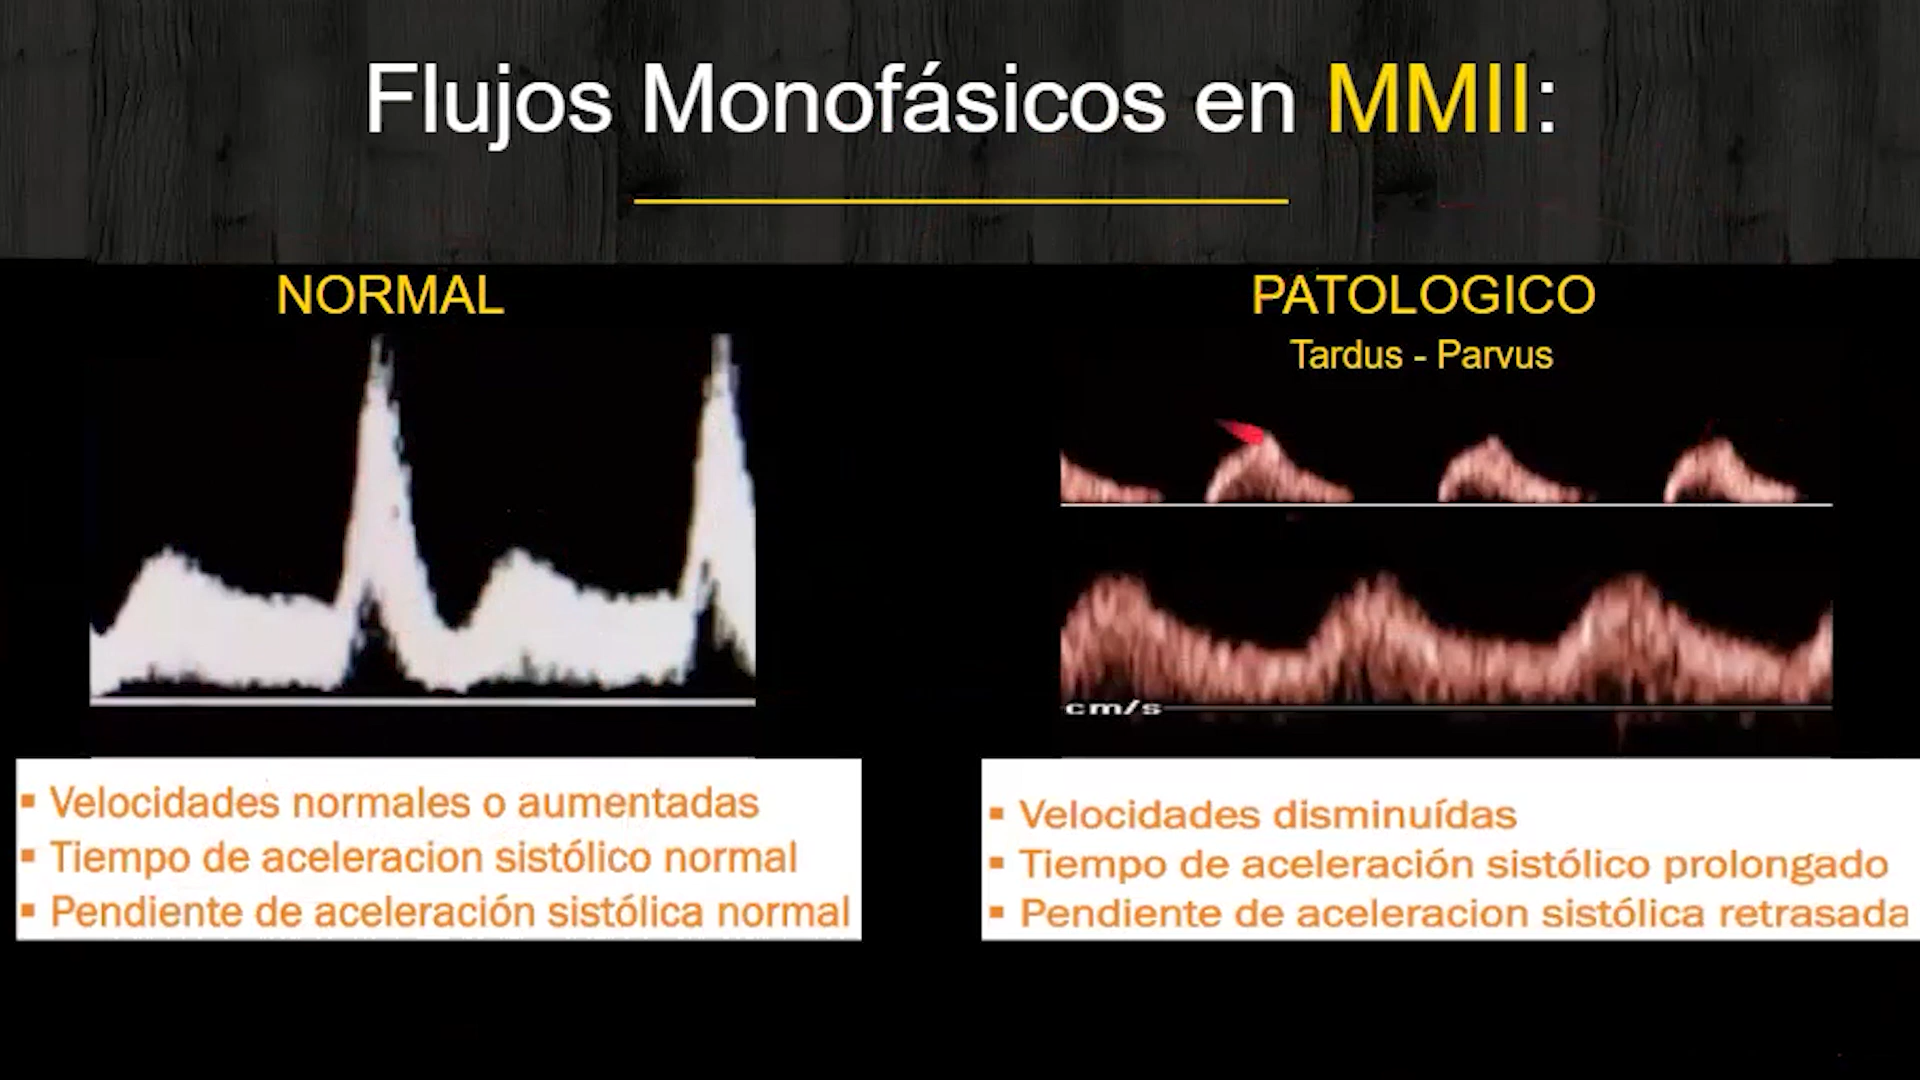 Flujos Monofásicos en MMII:
NORMAL
▪ Velocidades normales o aumentadas
▪ Tiempo de aceleracion sistólico normal
▪ Pendiente de aceleración sistólica normal
PATOLOGICO
Tardus - Parvus
cm/s
▪ Velocidades disminuídas
▪ Tiempo de aceleración sistólico prolongado
▪ Pendiente de aceleracion sistólica retrasada